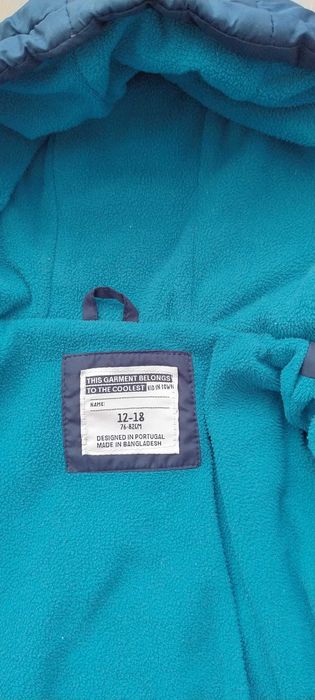 THIS GARMENT BELONGS
TO THE COOLEST KID IN TOWN
NAME:
12-18
76-82CM
DESIGNED IN PORTUGAL
MADE IN BANGLADESH